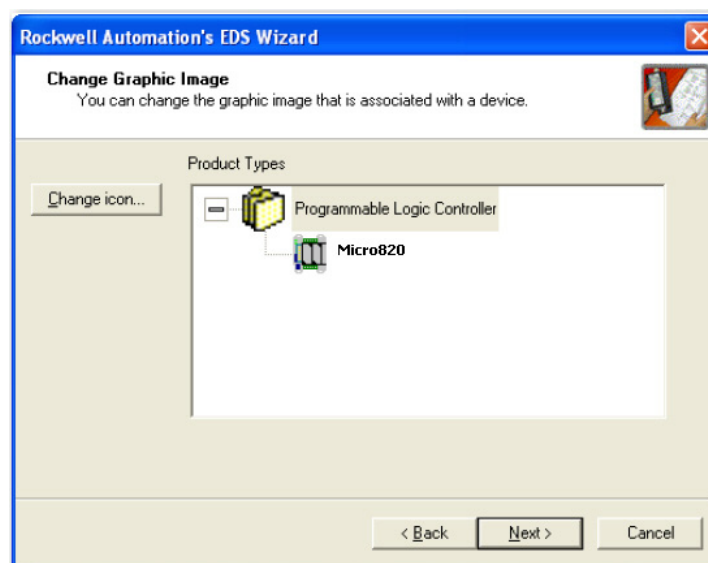 Rockwell Automation's EDS Wizard
Change Graphic Image
You can change the graphic image that is associated with a device.
Product Types
Change icon...
Programmable Logic Controller
Micro820
< Back
Next >
Cancel